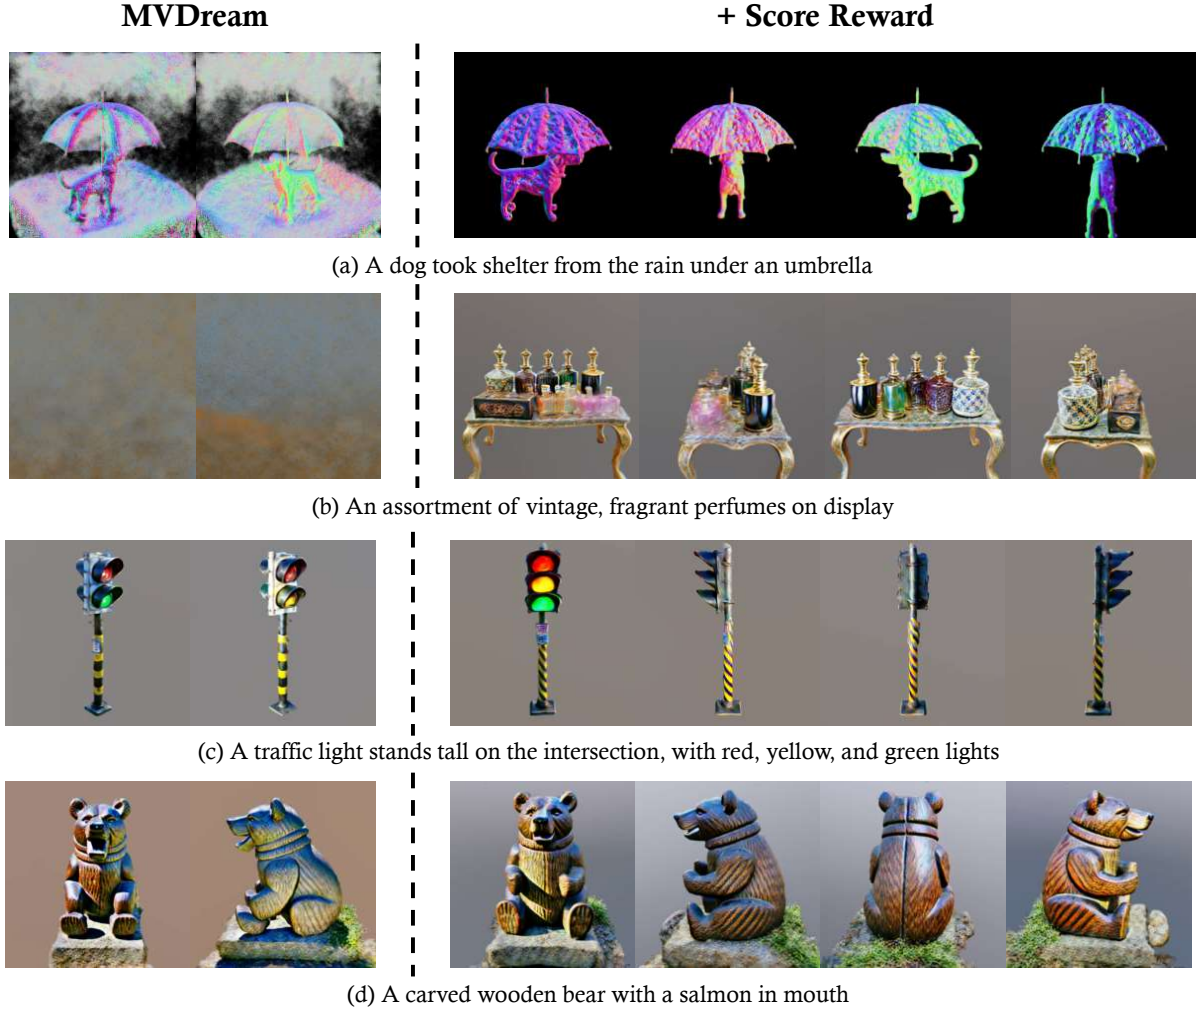 MVDream
+ Score Reward
(a) A dog took shelter from the rain under an umbrella
(b) An assortment of vintage, fragrant perfumes on display
(c) A traffic light stands tall on the intersection, with red, yellow, and green lights
(d) A carved wooden bear with a salmon in mouth